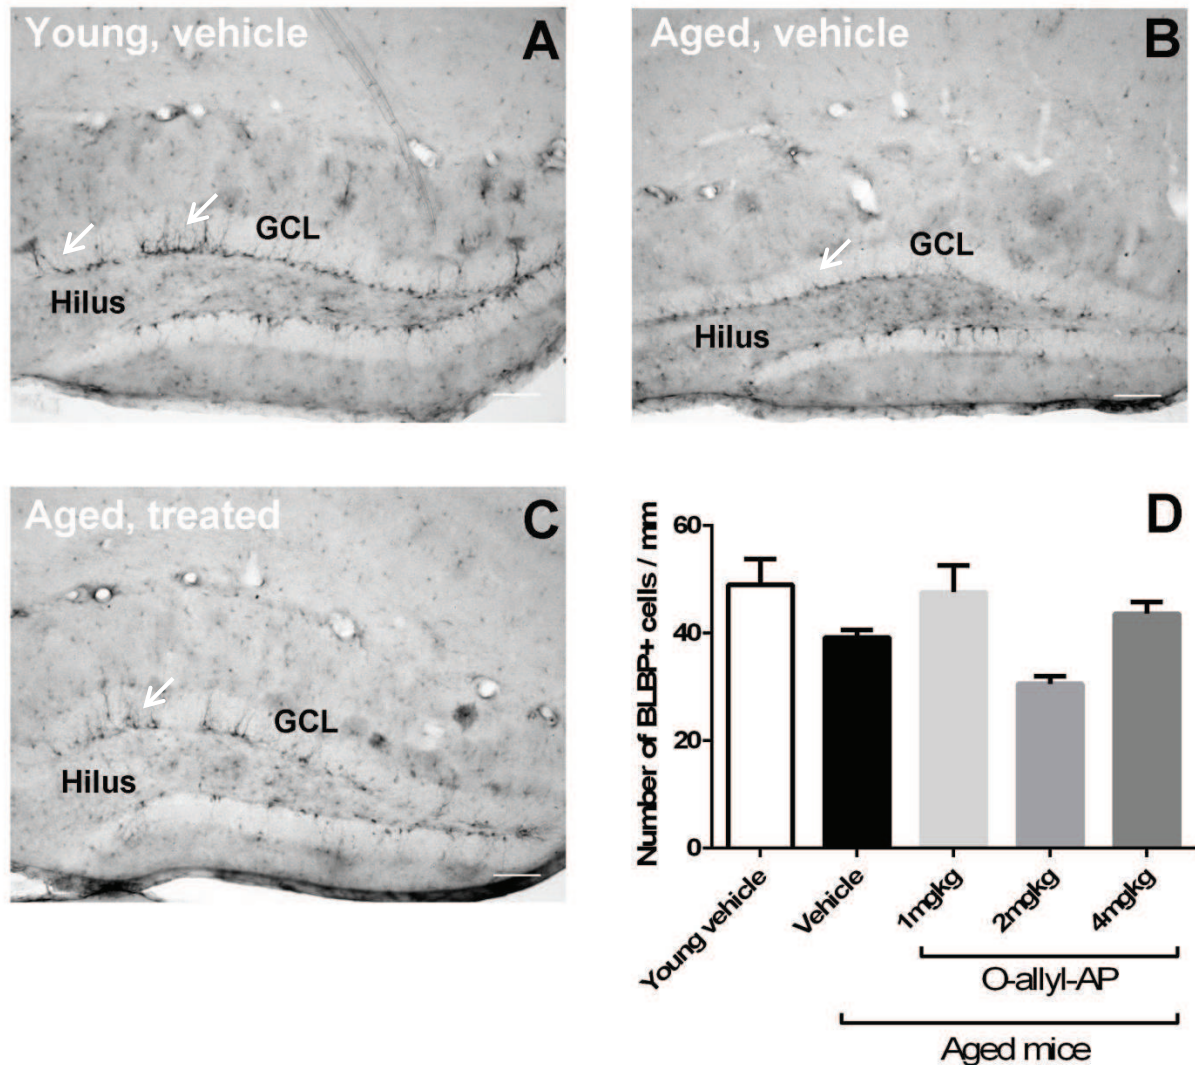 Young, vehicle
A
GCL
Hilus
Aged, vehicle
B
GCL
Hilus
Aged, treated
C
GCL
Hilus
D
Number of BLBP+ cells / mm
60
40
20
0
Young vehicle
Vehicle
1mgkg
2mgkg
4mgkg
O-allyl-AP
Aged mice